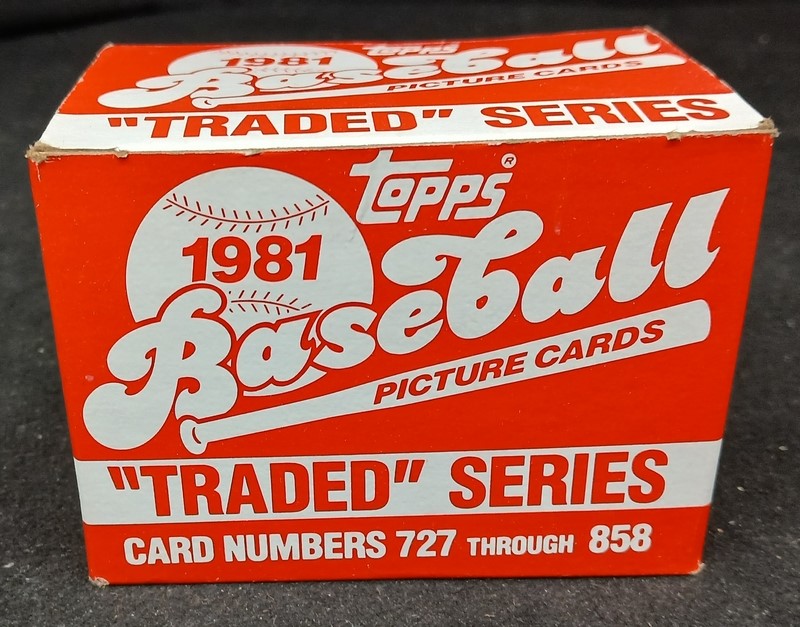 topps
1981
Baseball
PICTURE CARDS
"TRADED" SERIES
topps®
1981
Baseball
PICTURE CARDS
"TRADED" SERIES
CARD NUMBERS 727 THROUGH 858